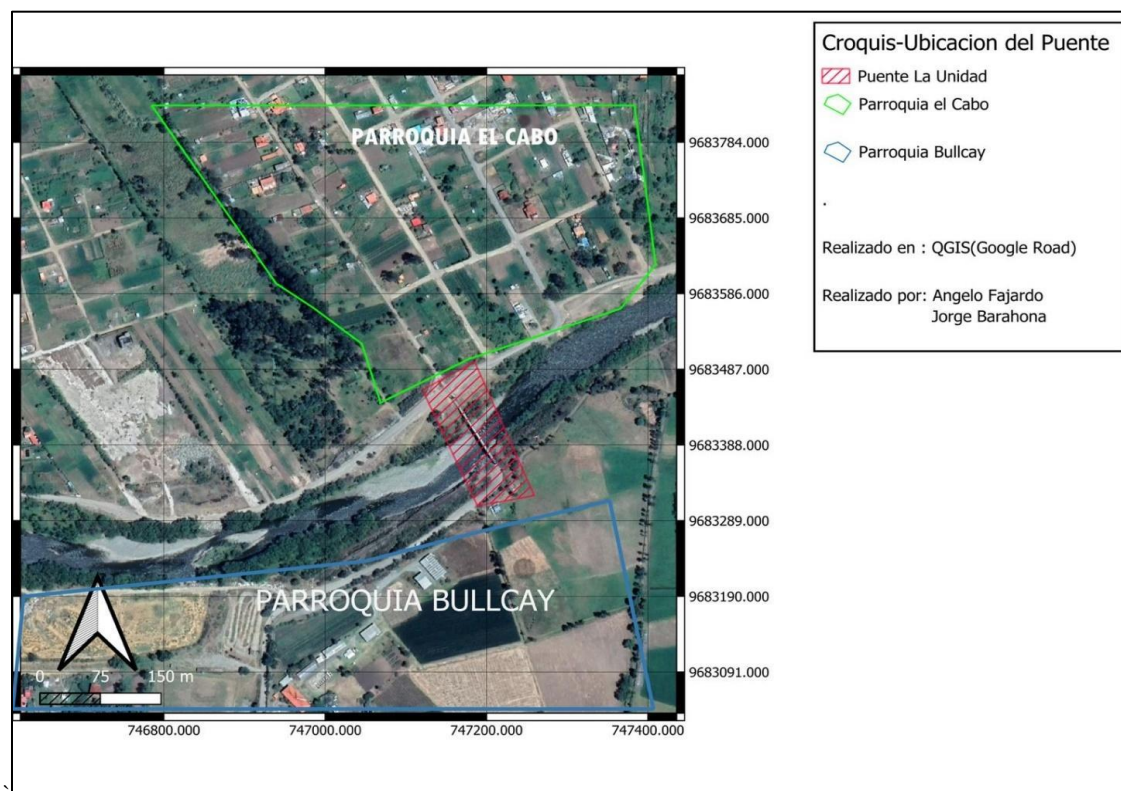 Croquis-Ubicacion del Puente
Puente La Unidad
Parroquia el Cabo
Parroquia Bullcay
.
Realizado en : QGIS(Google Road)
Realizado por: Angelo Fajardo
Jorge Barahona
PARROQUIA EL CABO
9683784.000
9683685.000
9683586.000
9683487.000
9683388.000
9683289.000
9683190.000
9683091.000
PARROQUIA BULLCAY
0 75 150 m
746800.000 747000.000 747200.000 747400.000
`